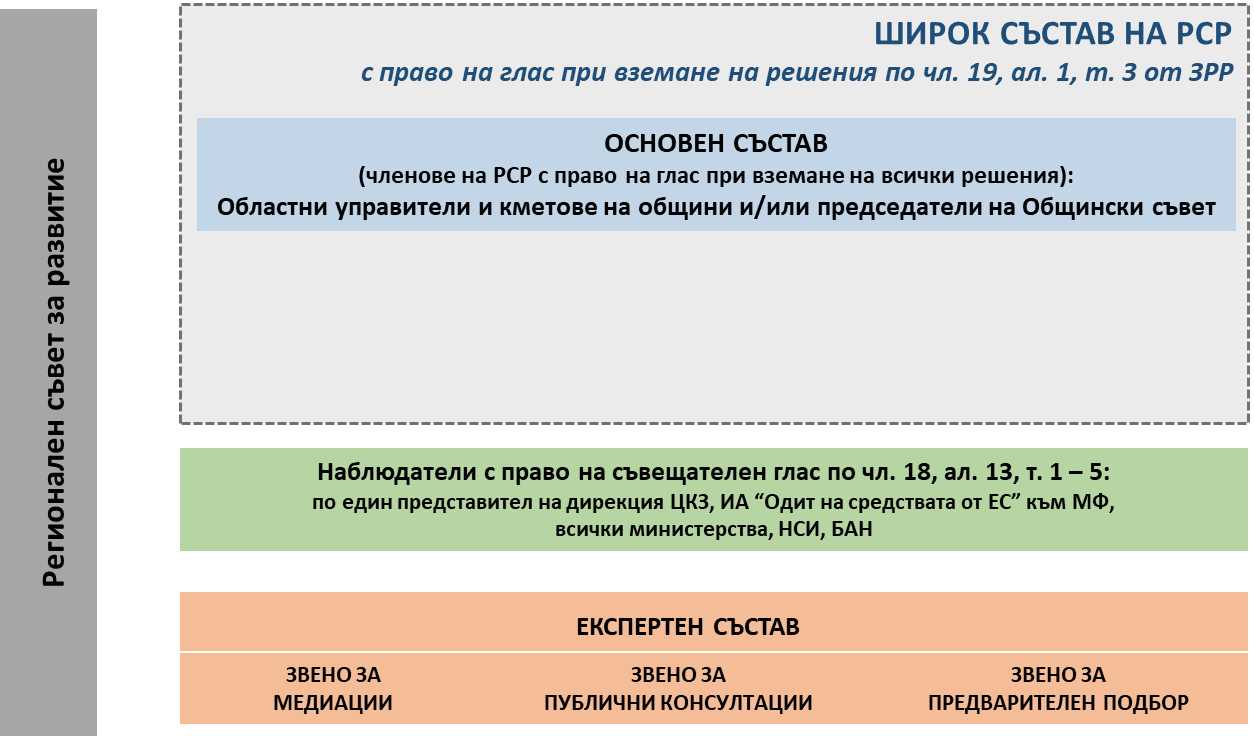 Регионален съвет за развитие
ШИРОК СЪСТАВ НА РСР
с право на глас при вземане на решения по чл. 19, ал. 1, т. 3 от ЗРР
ОСНОВЕН СЪСТАВ
(членове на РСР с право на глас при вземане на всички решения):
Областни управители и кметове на общини и/или председатели на Общински съвет
Наблюдатели с право на съвещателен глас по чл. 18, ал. 13, т. 1 – 5:
по един представител на дирекция ЦКЗ, ИА “Одит на средствата от ЕС” към МФ,
всички министерства, НСИ, БАН
ЕКСПЕРТЕН СЪСТАВ
ЗВЕНО ЗА
МЕДИАЦИИ
ЗВЕНО ЗА
ПУБЛИЧНИ КОНСУЛТАЦИИ
ЗВЕНО ЗА
ПРЕДВАРИТЕЛЕН ПОДБОР